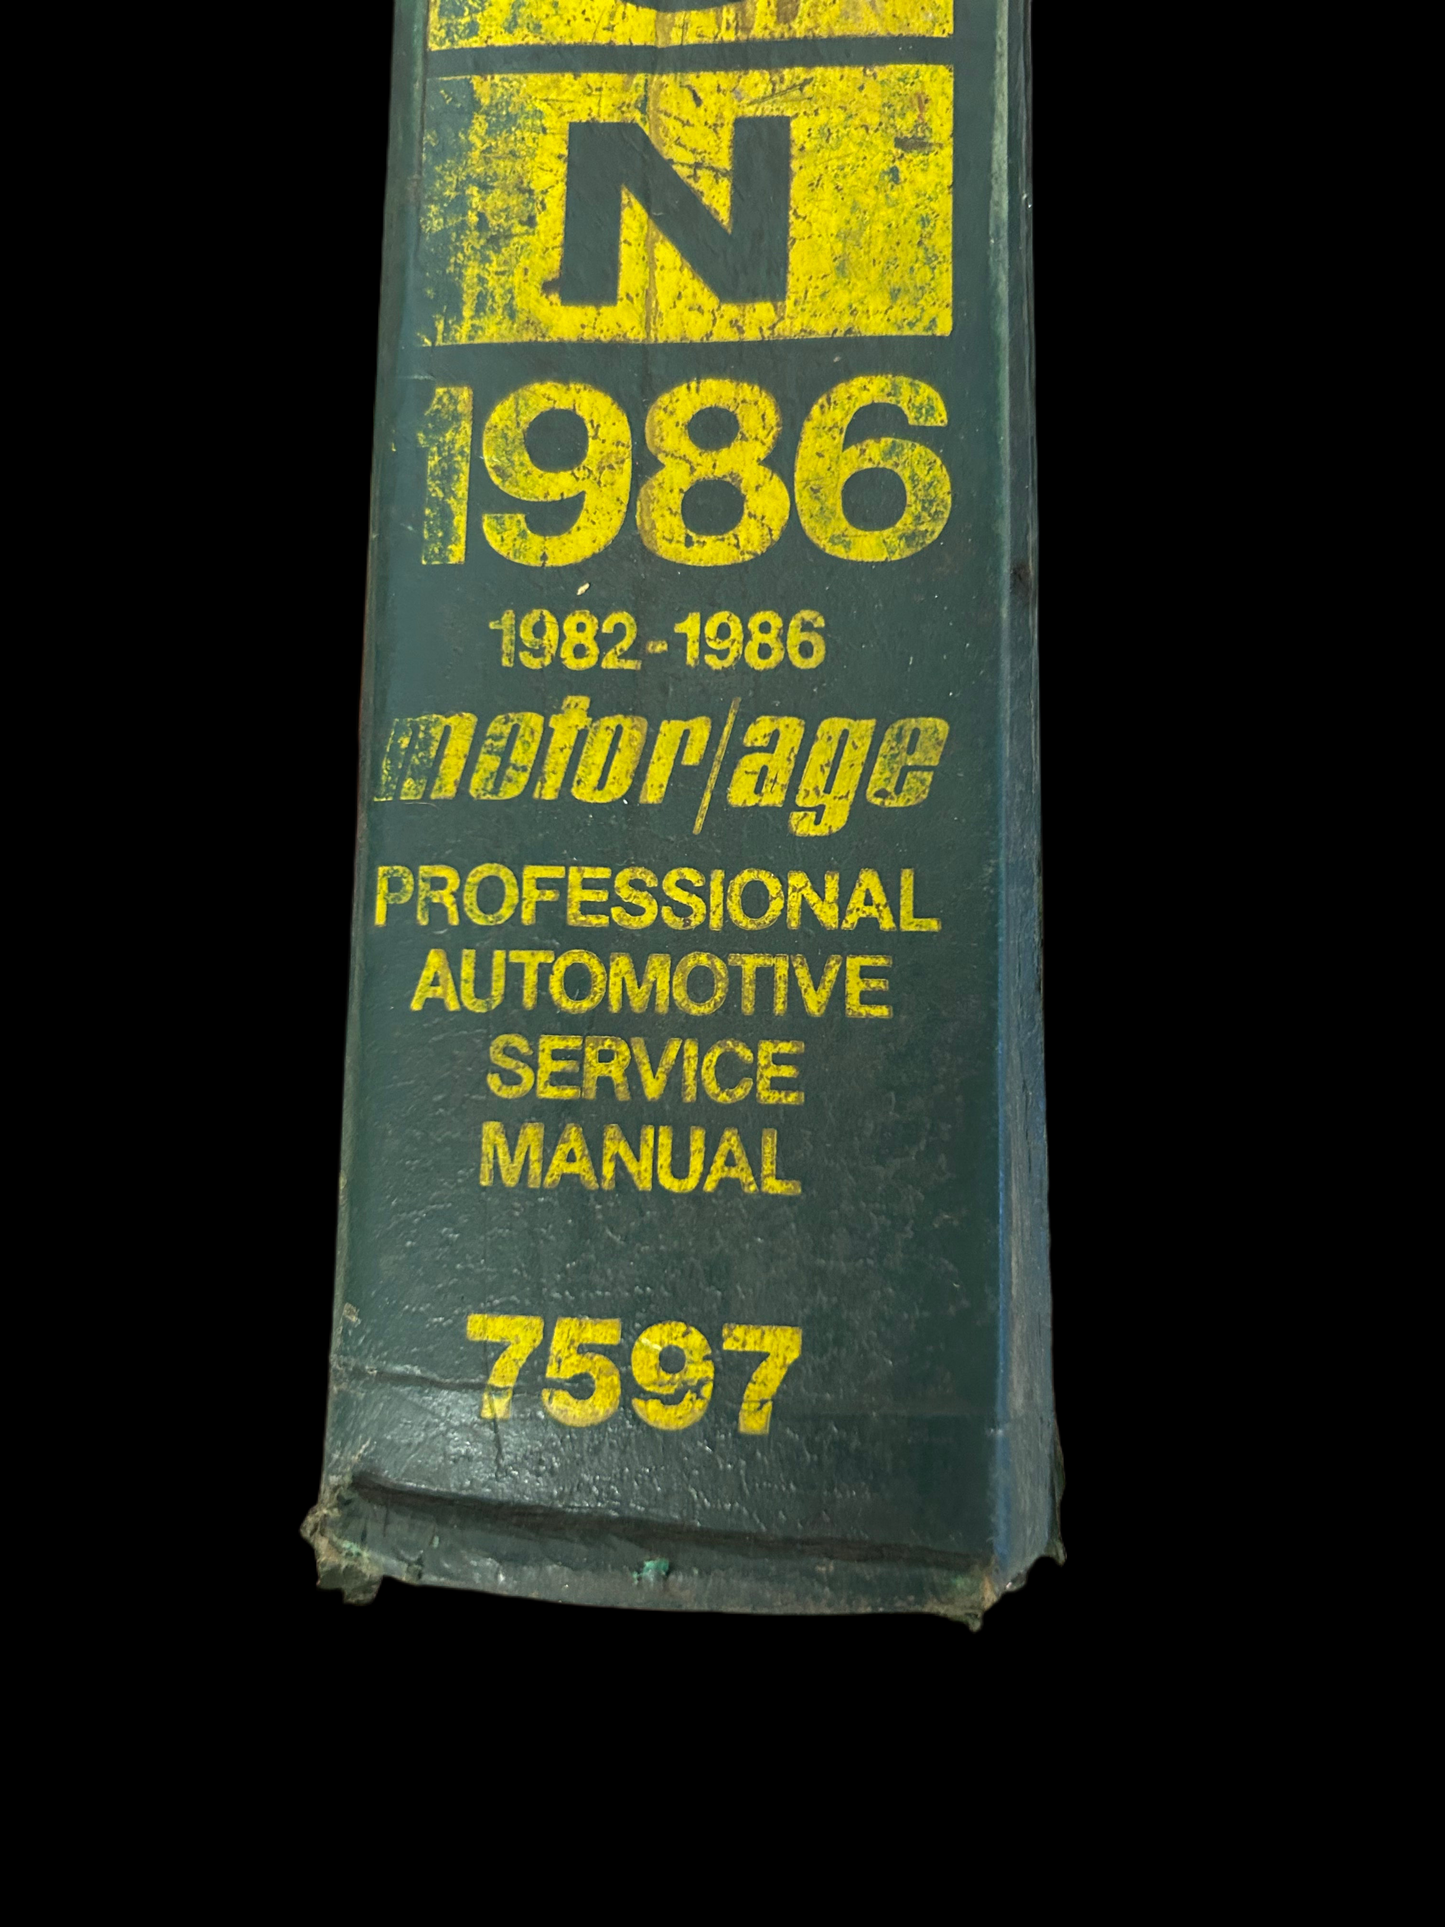 N
1986
1982-1986
motor/age
PROFESSIONAL
AUTOMOTIVE
SERVICE
MANUAL
7597